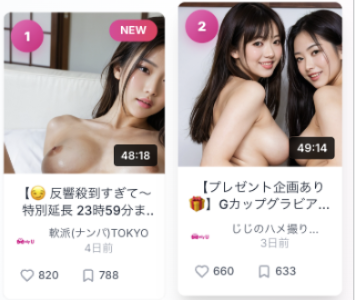 1
NEW
48:18
【😏 反響殺到すぎて〜
特別延長 23時59分ま..
軟派(ナンパ)TOKYO
4日前
820
788
2
49:14
【プレゼント企画あり
🎁】Gカップグラビア...
じじのハメ撮り...
3日前
660
633